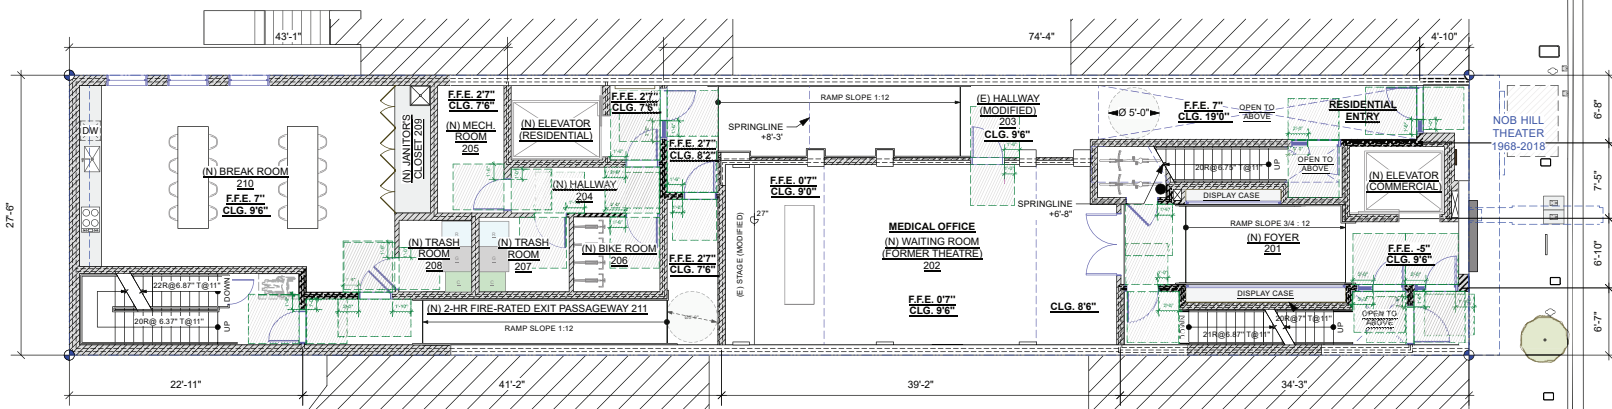 43'-1"
74'-4"
4'-10"
27'-6"
DW
(N) BREAK ROOM
210
F.F.E. 7"
CLG. 9'6"
(N) JANITOR'S
CLOSET 209
F.F.E. 2'7"
CLG. 7'6"
(N) MECH.
ROOM
205
(N) ELEVATOR
(RESIDENTIAL)
F.F.E. 2'7"
CLG. 7'6"
F.F.E. 2'7"
CLG. 8'2"
(N) HALLWAY
204
(N) TRASH
ROOM
208
(N) TRASH
ROOM
207
(N) BIKE ROOM
206
F.F.E. 2'7"
CLG. 7'6"
22R@6.87" T@11"
20R@ 6.37" T@11"
DOWN
UP
(N) 2-HR FIRE-RATED EXIT PASSAGEWAY 211
RAMP SLOPE 1:12
RAMP SLOPE 1:12
SPRINGLINE
+8'-3'
F.F.E. 0'7"
CLG. 9'0"
27"
(E) STAGE (MODIFIED)
MEDICAL OFFICE
(N) WAITING ROOM
(FORMER THEATRE)
202
F.F.E. 0'7"
CLG. 9'6"
CLG. 8'6"
(E) HALLWAY
(MODIFIED)
203
CLG. 9'6"
SPRINGLINE
+6'-8"
Ø 5'-0"
F.F.E. 7"
CLG. 19'0"
OPEN TO
ABOVE
RESIDENTIAL
ENTRY
20R@6.75" T@11"
UP
OPEN TO
ABOVE
DISPLAY CASE
(N) ELEVATOR
(COMMERCIAL)
RAMP SLOPE 3/4 : 12
(N) FOYER
201
F.F.E. -5"
CLG. 9'6"
DISPLAY CASE
21R@6.87" T@11"
20R@7" T@11"
UP
OPEN TO
ABOVE
NOB HILL
THEATER
1968-2018
6'-8"
7'-5"
6'-10"
6'-7"
22'-11"
41'-2"
39'-2"
34'-3"